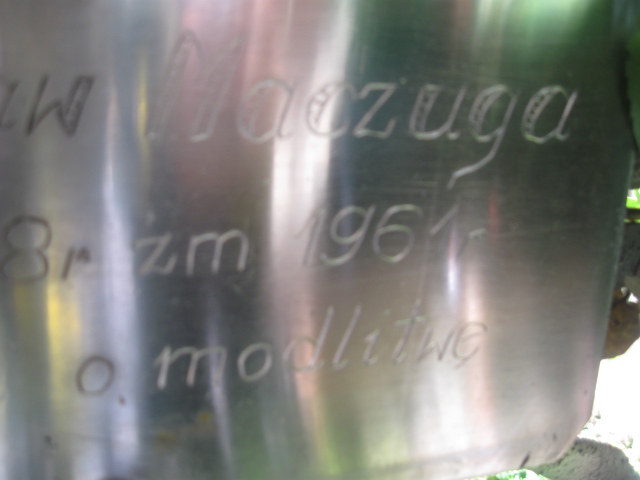 aw Maczuga
8r zm 1961r
o. modlitwę